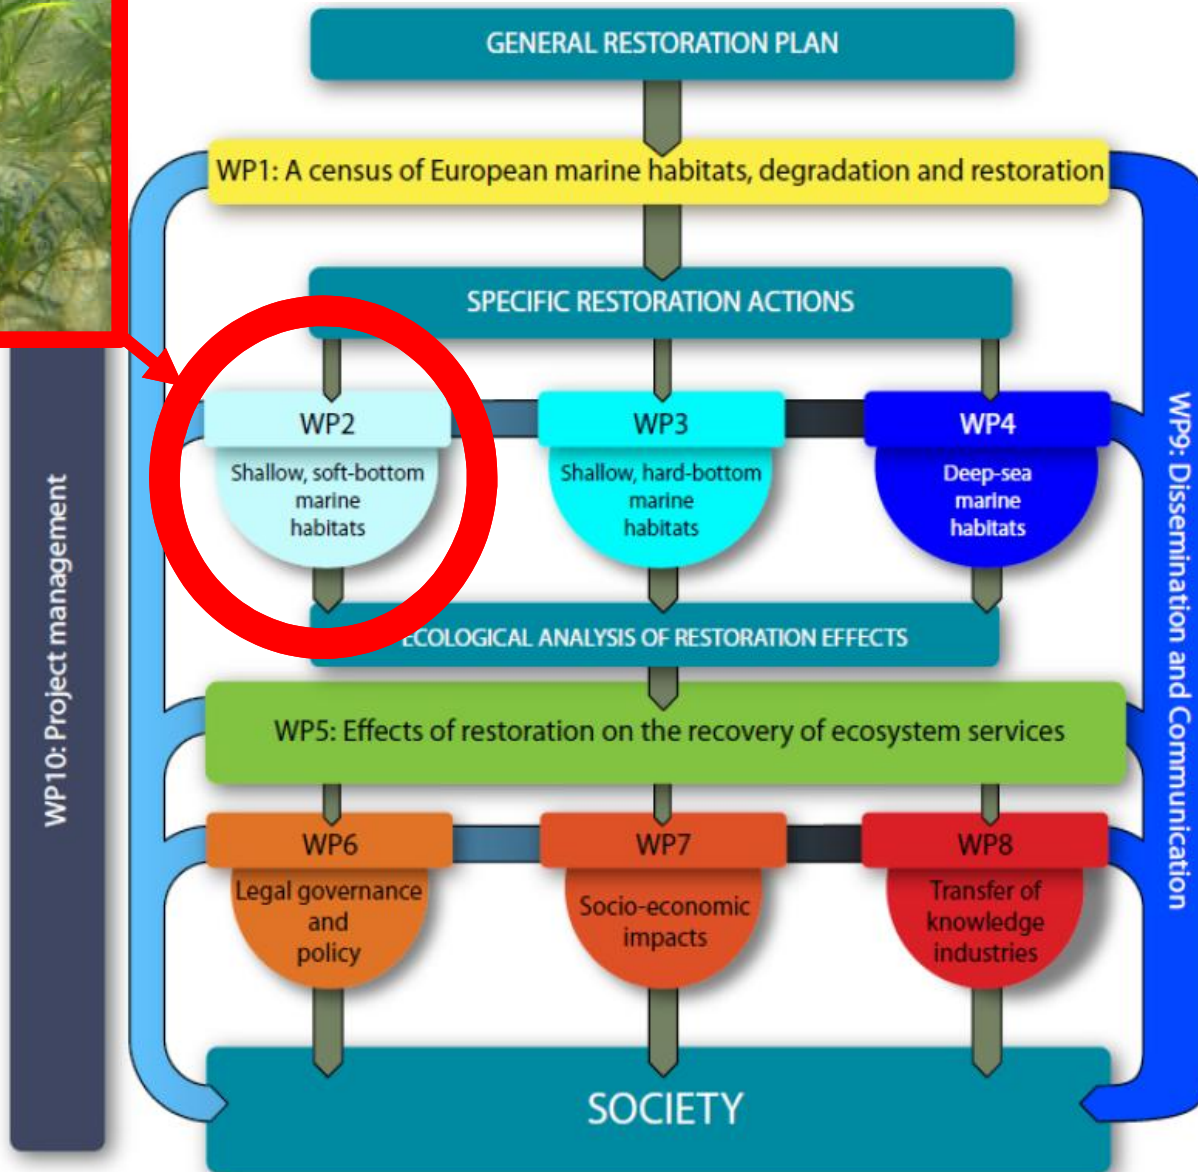 GENERAL RESTORATION PLAN
WP1: A census of European marine habitats, degradation and restoration
SPECIFIC RESTORATION ACTIONS
WP2
Shallow, soft-bottom
marine
habitats
WP3
Shallow, hard-bottom
marine
habitats
WP4
Deep-sea
marine
habitats
ECOLOGICAL ANALYSIS OF RESTORATION EFFECTS
WP5: Effects of restoration on the recovery of ecosystem services
WP6
Legal governance
and
policy
WP7
Socio-economic
impacts
WP8
Transfer of
knowledge
industries
SOCIETY
WP10: Project management
WP9: Dissemination and Communication